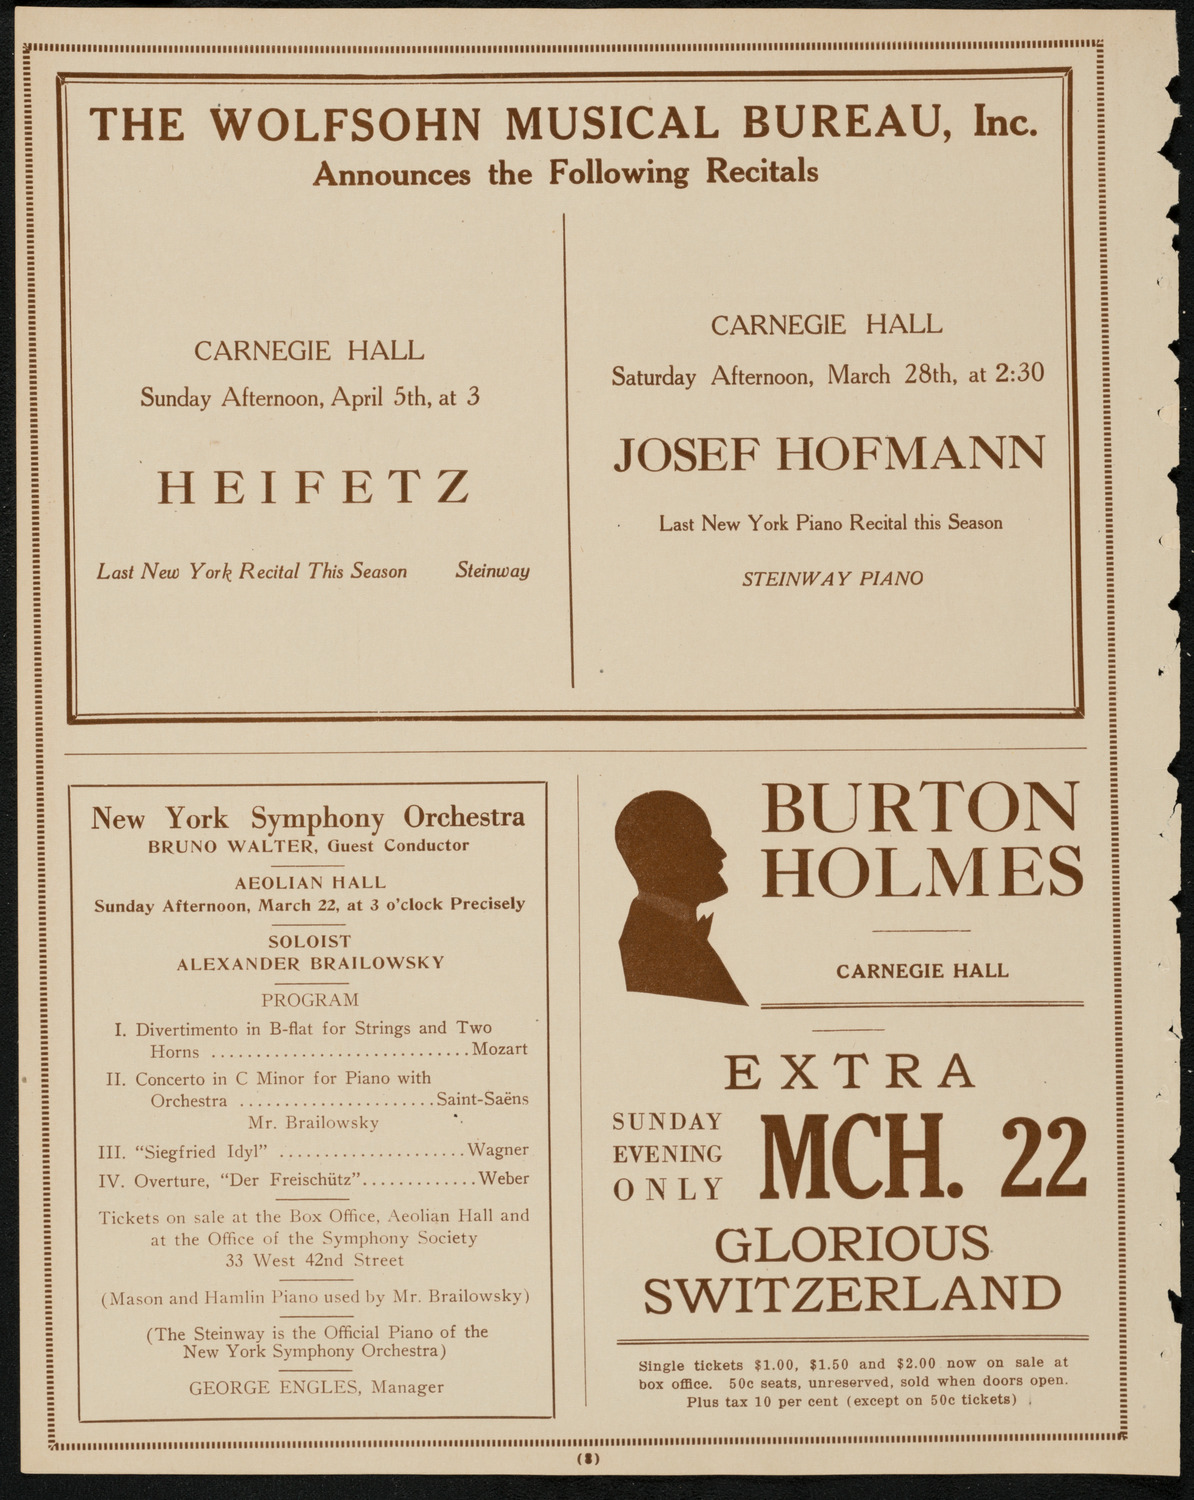 THE WOLFSOHN MUSICAL BUREAU, Inc.
Announces the Following Recitals
CARNEGIE HALL
Sunday Afternoon, April 5th, at 3
HEIFETZ
Last New York Recital This Season Steinway
CARNEGIE HALL
Saturday Afternoon, March 28th, at 2:30
JOSEF HOFMANN
Last New York Piano Recital this Season
STEINWAY PIANO
New York Symphony Orchestra
BRUNO WALTER, Guest Conductor
AEOLIAN HALL
Sunday Afternoon, March 22, at 3 o'clock Precisely
SOLOIST
ALEXANDER BRAILOWSKY
PROGRAM
I. Divertimento in B-flat for Strings and Two
Horns ............................Mozart
II. Concerto in C Minor for Piano with
Orchestra ......................Saint-Saëns
Mr. Brailowsky
III. "Siegfried Idyl" .....................Wagner
IV. Overture, "Der Freischütz".............Weber
Tickets on sale at the Box Office, Aeolian Hall and
at the Office of the Symphony Society
33 West 42nd Street
(Mason and Hamlin Piano used by Mr. Brailowsky)
(The Steinway is the Official Piano of the
New York Symphony Orchestra)
GEORGE ENGLES, Manager
BURTON
HOLMES
CARNEGIE HALL
EXTRA
SUNDAY
EVENING
ONLY
MCH. 22
GLORIOUS
SWITZERLAND
Single tickets $1.00, $1.50 and $2.00 now on sale at
box office. 50c seats, unreserved, sold when doors open.
Plus tax 10 per cent (except on 50c tickets)
(8)